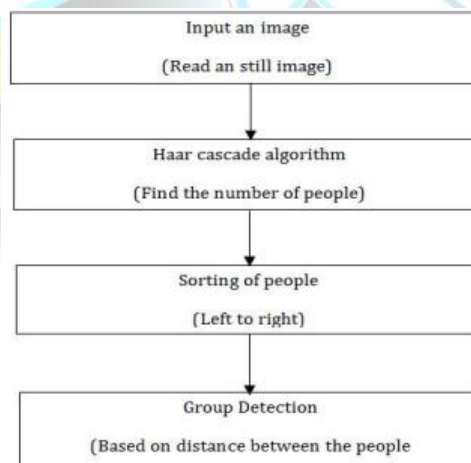 Input an image
(Read an still image)
Haar cascade algorithm
(Find the number of people)
Sorting of people
(Left to right)
Group Detection
(Based on distance between the people